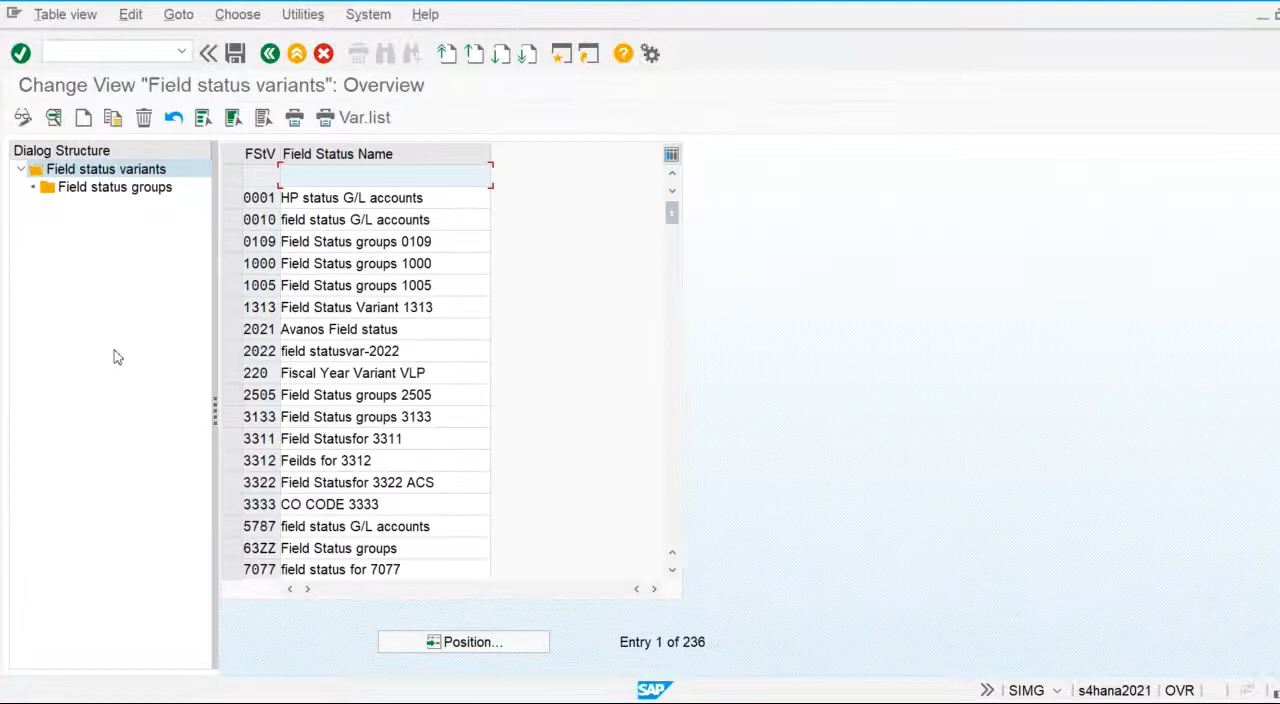 Table view Edit Goto Choose Utilities System Help
Change View "Field status variants": Overview
Var.list
Dialog Structure
Field status variants
Field status groups
FStV Field Status Name
0001 HP status G/L accounts
0010 field status G/L accounts
0109 Field Status groups 0109
1000 Field Status groups 1000
1005 Field Status groups 1005
1313 Field Status Variant 1313
2021 Avanos Field status
2022 field statusvar-2022
220 Fiscal Year Variant VLP
2505 Field Status groups 2505
3133 Field Status groups 3133
3311 Field Statusfor 3311
3312 Feilds for 3312
3322 Field Statusfor 3322 ACS
3333 CO CODE 3333
5787 field status G/L accounts
63ZZ Field Status groups
7077 field status for 7077
Position... Entry 1 of 236
SAP SIMG s4hana2021 OVR